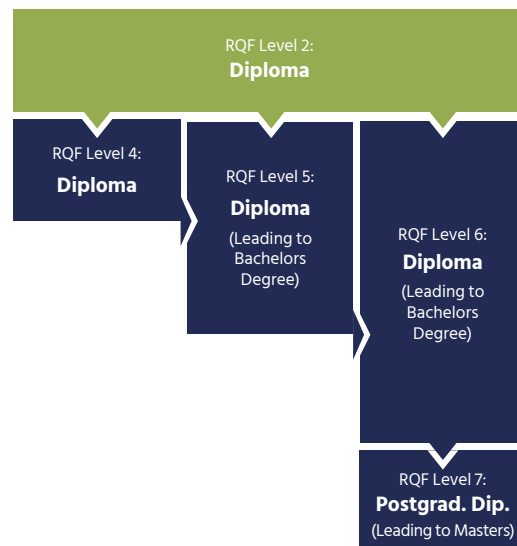 RQF Level 2:
Diploma
RQF Level 4:
Diploma
RQF Level 5:
Diploma
(Leading to
Bachelors
Degree)
RQF Level 6:
Diploma
(Leading to
Bachelors
Degree)
RQF Level 7:
Postgrad. Dip.
(Leading to Masters)